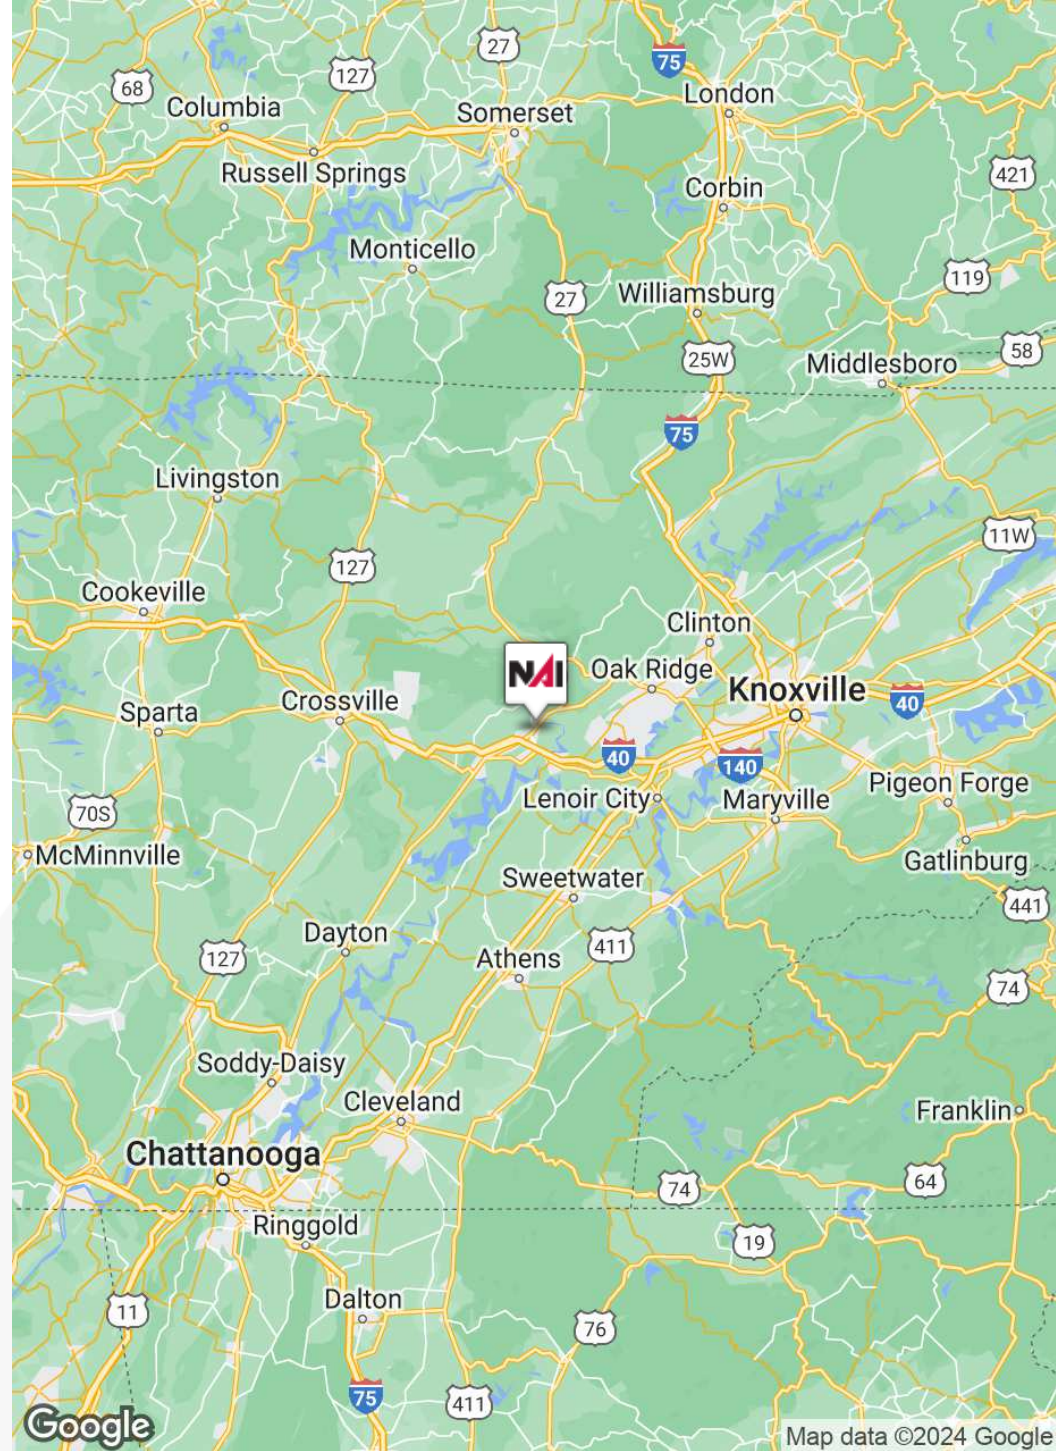 27
75
127
68
London
Columbia
Somerset
Russell Springs
421
Corbin
Monticello
119
Williamsburg
27
25W
58
Middlesboro
75
Livingston
11W
127
Cookeville
Clinton
NAI
Oak Ridge
Knoxville
Crossville
40
Sparta
40
140
Pigeon Forge
Lenoir City
Maryville
70S
McMinnville
Gatlinburg
Sweetwater
441
Dayton
411
127
Athens
74
Soddy-Daisy
Cleveland
Franklin
Chattanooga
64
74
Ringgold
19
Dalton
11
76
75
411
Google
Map data ©2024 Google